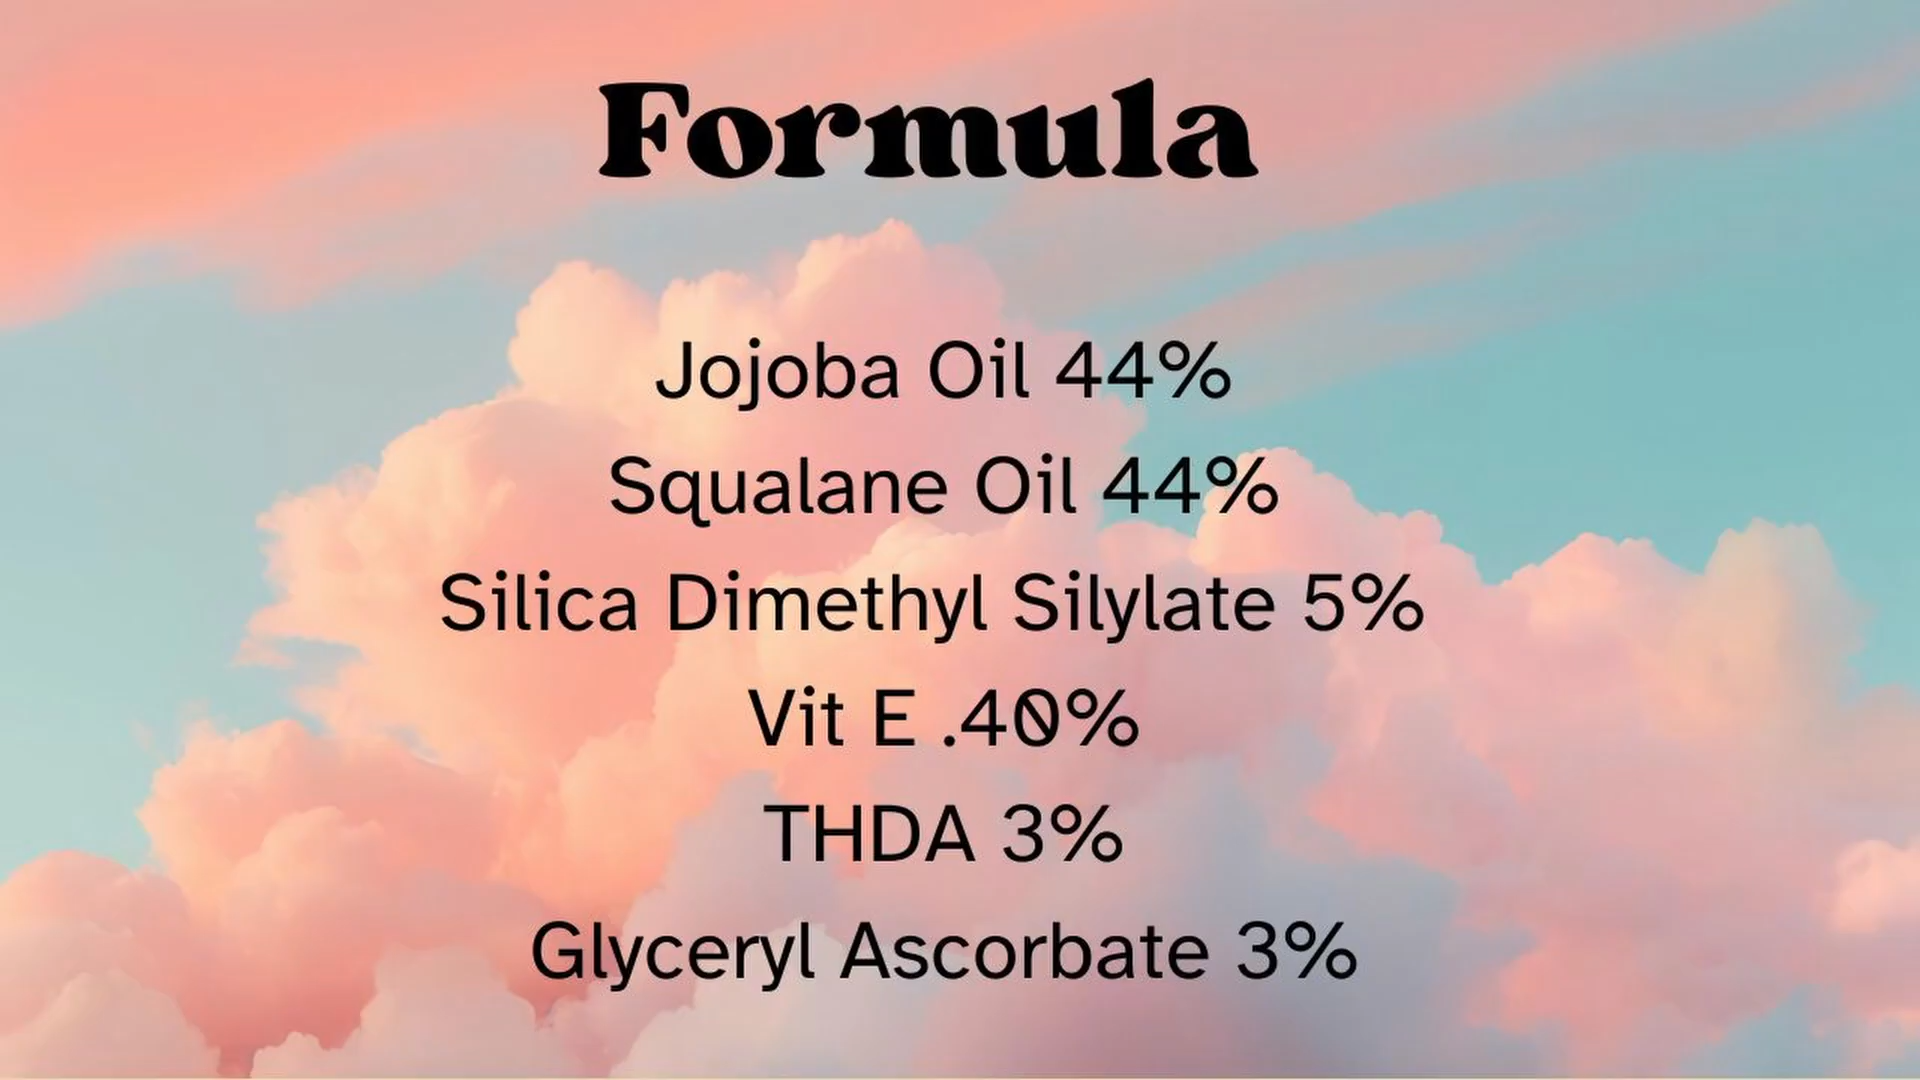 Formula
Jojoba Oil 44%
Squalane Oil 44%
Silica Dimethyl Silylate 5%
Vit E .40%
THDA 3%
Glyceryl Ascorbate 3%